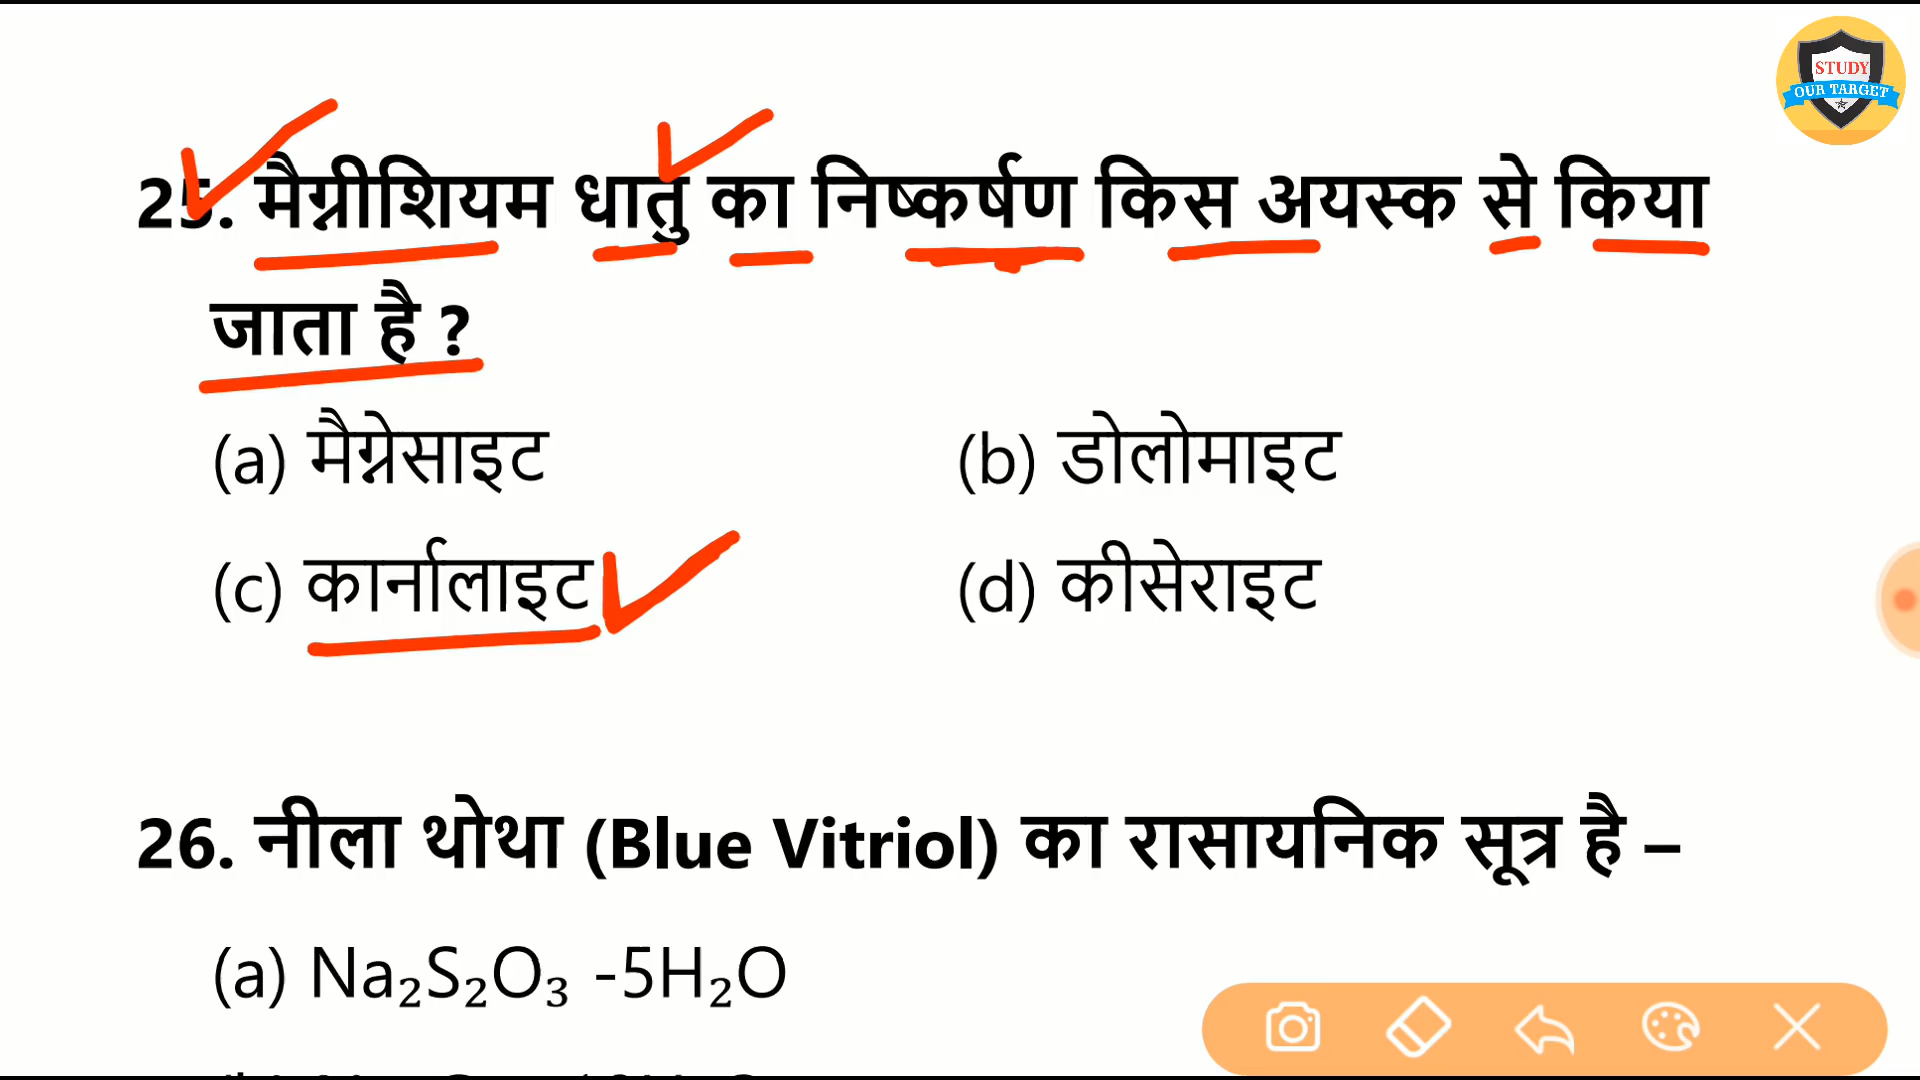 STUDY
OUR TARGET
25. मैग्नीशियम धातु का निष्कर्षण किस अयस्क से किया
जाता है ?
(a) मैग्नेसाइट (b) डोलोमाइट
(c) कार्नालाइट (d) कीसेराइट
26. नीला थोथा (Blue Vitriol) का रासायनिक सूत्र है –
(a) Na₂S₂O₃ -5H₂O